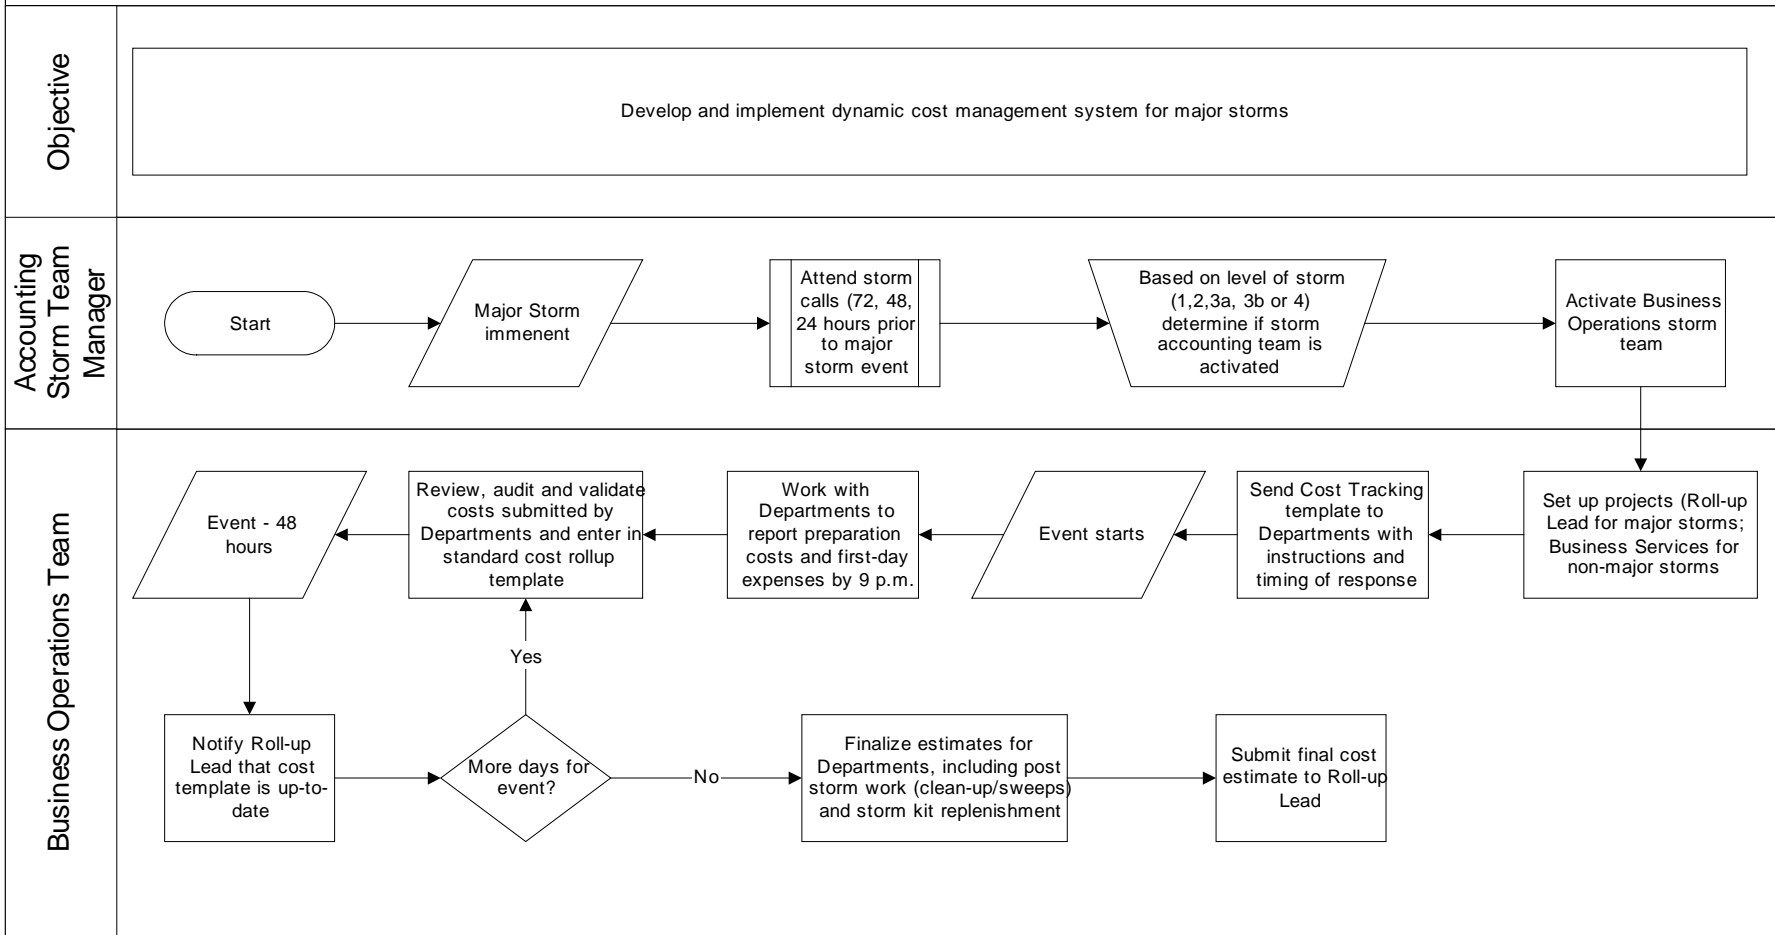 Objective
Develop and implement dynamic cost management system for major storms
Accounting
Storm Team
Manager
Start
Major Storm
immenent
Attend storm
calls (72, 48,
24 hours prior
to major
storm event
Based on level of storm
(1,2,3a, 3b or 4)
determine if storm
accounting team is
activated
Activate Business
Operations storm
team
Business Operations Team
Set up projects (Roll-up
Lead for major storms;
Business Services for
non-major storms
Send Cost Tracking
template to
Departments with
instructions and
timing of response
Event starts
Work with
Departments to
report preparation
costs and first-day
expenses by 9 p.m.
Review, audit and validate
costs submitted by
Departments and enter in
standard cost rollup
template
Event - 48
hours
Notify Roll-up
Lead that cost
template is up-to-
date
More days for
event?
Yes
No
Finalize estimates for
Departments, including post
storm work (clean-up/sweeps)
and storm kit replenishment
Submit final cost
estimate to Roll-up
Lead